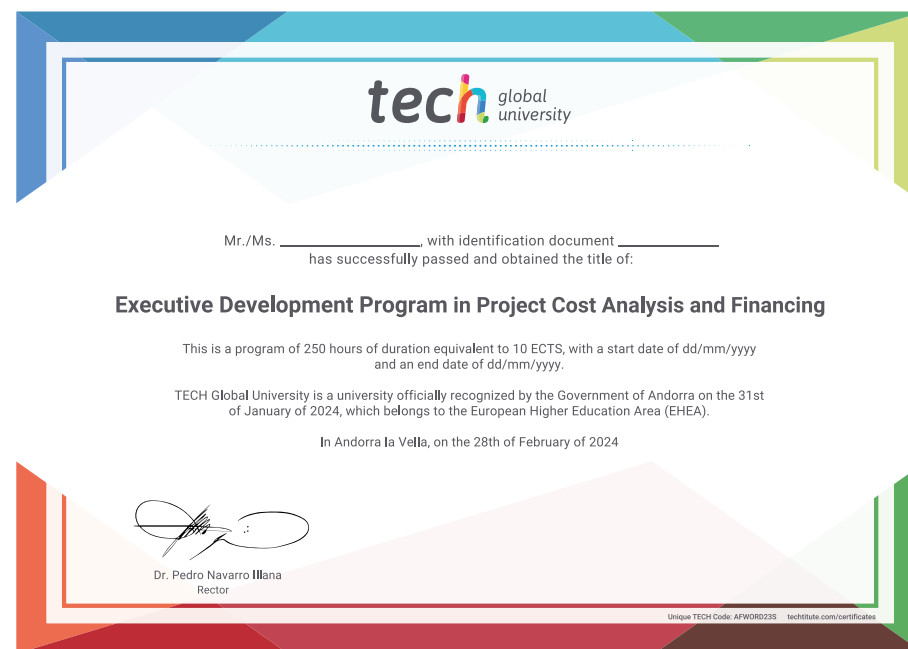 tech global university
Mr./Ms. ____________________, with identification document ______________
has successfully passed and obtained the title of:
Executive Development Program in Project Cost Analysis and Financing
This is a program of 250 hours of duration equivalent to 10 ECTS, with a start date of dd/mm/yyyy
and an end date of dd/mm/yyyy.
TECH Global University is a university officially recognized by the Government of Andorra on the 31st
of January of 2024, which belongs to the European Higher Education Area (EHEA).
In Andorra la Vella, on the 28th of February of 2024
Dr. Pedro Navarro Illana
Rector
Unique TECH Code: AFWORD23S techtitute.com/certificates